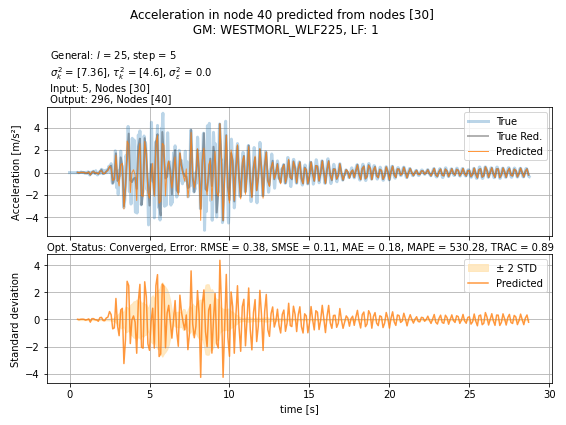 Acceleration in node 40 predicted from nodes [30]
GM: WESTMORL_WLF225, LF: 1
General: l = 25, step = 5
σ²ₖ = [7.36], τ²ₖ = [4.6], σ²ε = 0.0
Input: 5, Nodes [30]
Output: 296, Nodes [40]
Acceleration [m/s²]
4
2
0
−2
−4
True
True Red.
Predicted
Opt. Status: Converged, Error: RMSE = 0.38, SMSE = 0.11, MAE = 0.18, MAPE = 530.28, TRAC = 0.89
Standard deviation
4
2
0
−2
−4
± 2 STD
Predicted
0 5 10 15 20 25 30
time [s]